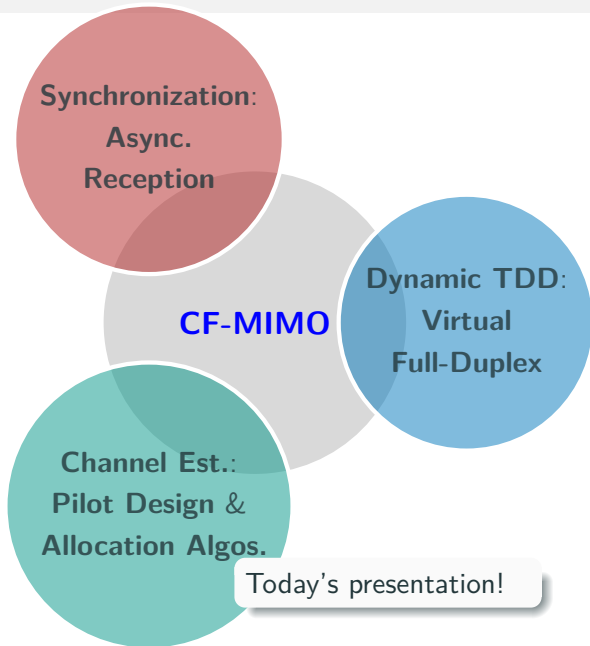 Synchronization:
Async.
Reception
Dynamic TDD:
Virtual
Full-Duplex
CF-MIMO
Channel Est.:
Pilot Design &
Allocation Algos.
Today's presentation!